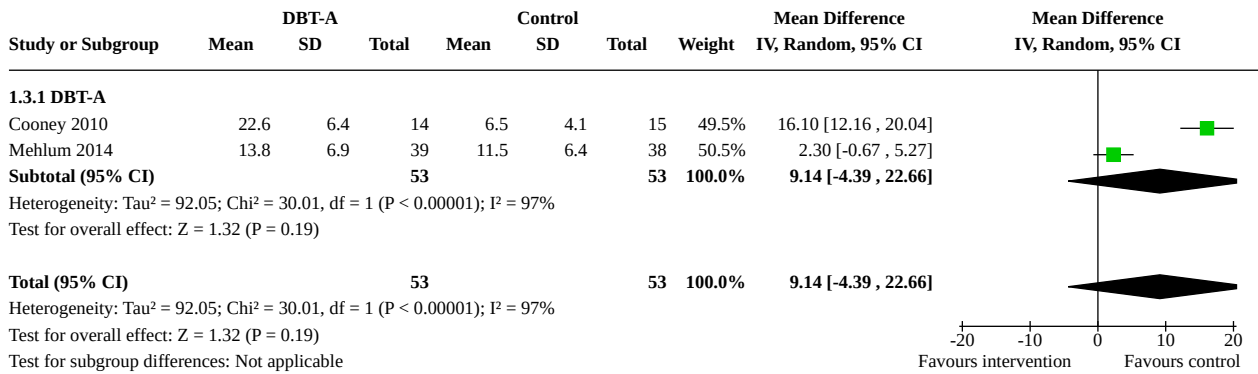 DBT-A Control Mean Difference Mean Difference
Study or Subgroup Mean SD Total Mean SD Total Weight IV, Random, 95% CI IV, Random, 95% CI
1.3.1 DBT-A
Cooney 2010 22.6 6.4 14 6.5 4.1 15 49.5% 16.10 [12.16 , 20.04]
Mehlum 2014 13.8 6.9 39 11.5 6.4 38 50.5% 2.30 [-0.67 , 5.27]
Subtotal (95% CI) 53 53 100.0% 9.14 [-4.39 , 22.66]
Heterogeneity: Tau² = 92.05; Chi² = 30.01, df = 1 (P < 0.00001); I² = 97%
Test for overall effect: Z = 1.32 (P = 0.19)
Total (95% CI) 53 53 100.0% 9.14 [-4.39 , 22.66]
Heterogeneity: Tau² = 92.05; Chi² = 30.01, df = 1 (P < 0.00001); I² = 97%
Test for overall effect: Z = 1.32 (P = 0.19)
Test for subgroup differences: Not applicable
-20 -10 0 10 20
Favours intervention Favours control